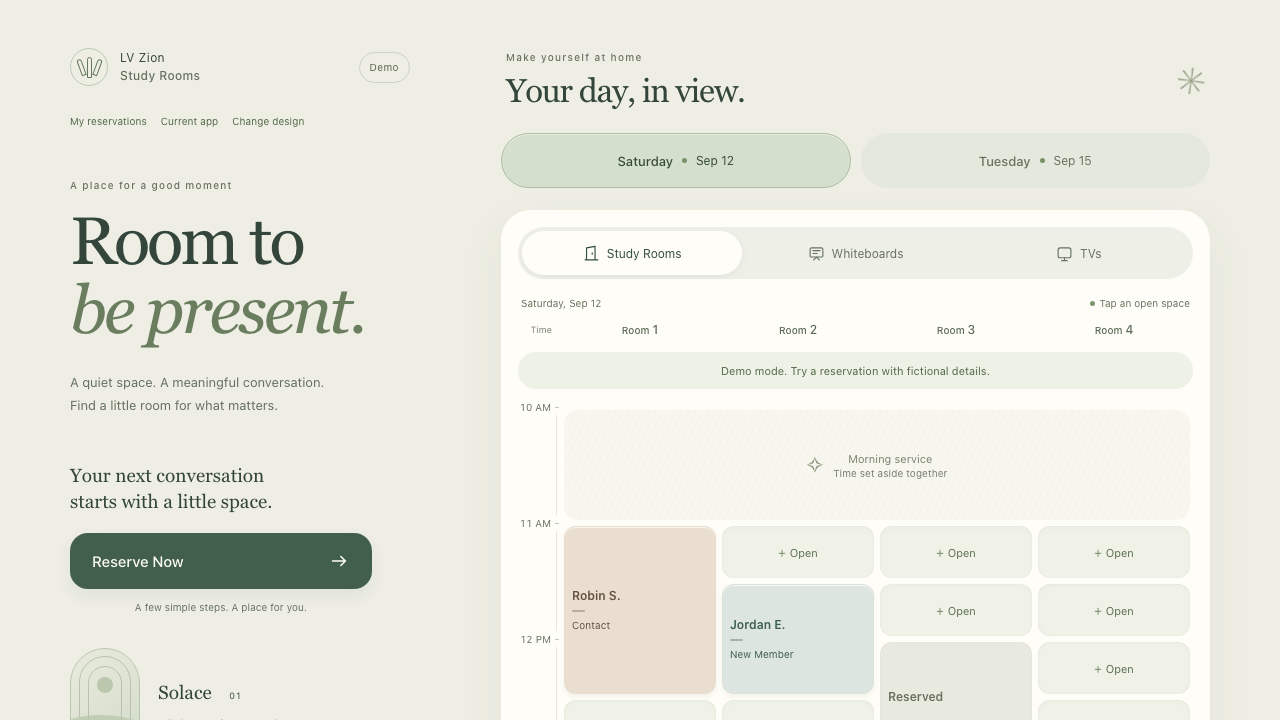 LV Zion
Study Rooms
Demo
My reservations
Current app
Change design
A place for a good moment
Room to
be present.
A quiet space. A meaningful conversation.
Find a little room for what matters.
Your next conversation
starts with a little space.
Reserve Now
A few simple steps. A place for you.
Solace 01
Make yourself at home
Your day, in view.
Saturday • Sep 12
Tuesday • Sep 15
Study Rooms
Whiteboards
TVs
Saturday, Sep 12
Tap an open space
Time
Room 1
Room 2
Room 3
Room 4
Demo mode. Try a reservation with fictional details.
10 AM
Morning service
Time set aside together
11 AM
Robin S.
Contact
+ Open
+ Open
+ Open
Jordan E.
New Member
+ Open
+ Open
12 PM
Reserved
+ Open